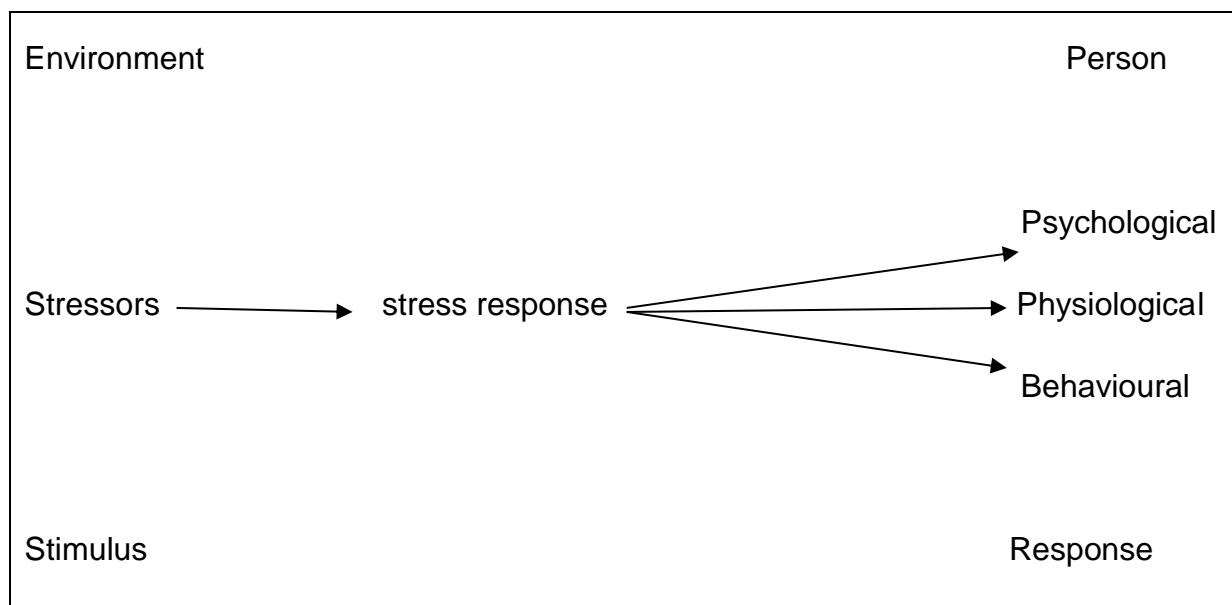 Environment Person
Psychological
Stressors stress response Physiological
Behavioural
Stimulus Response